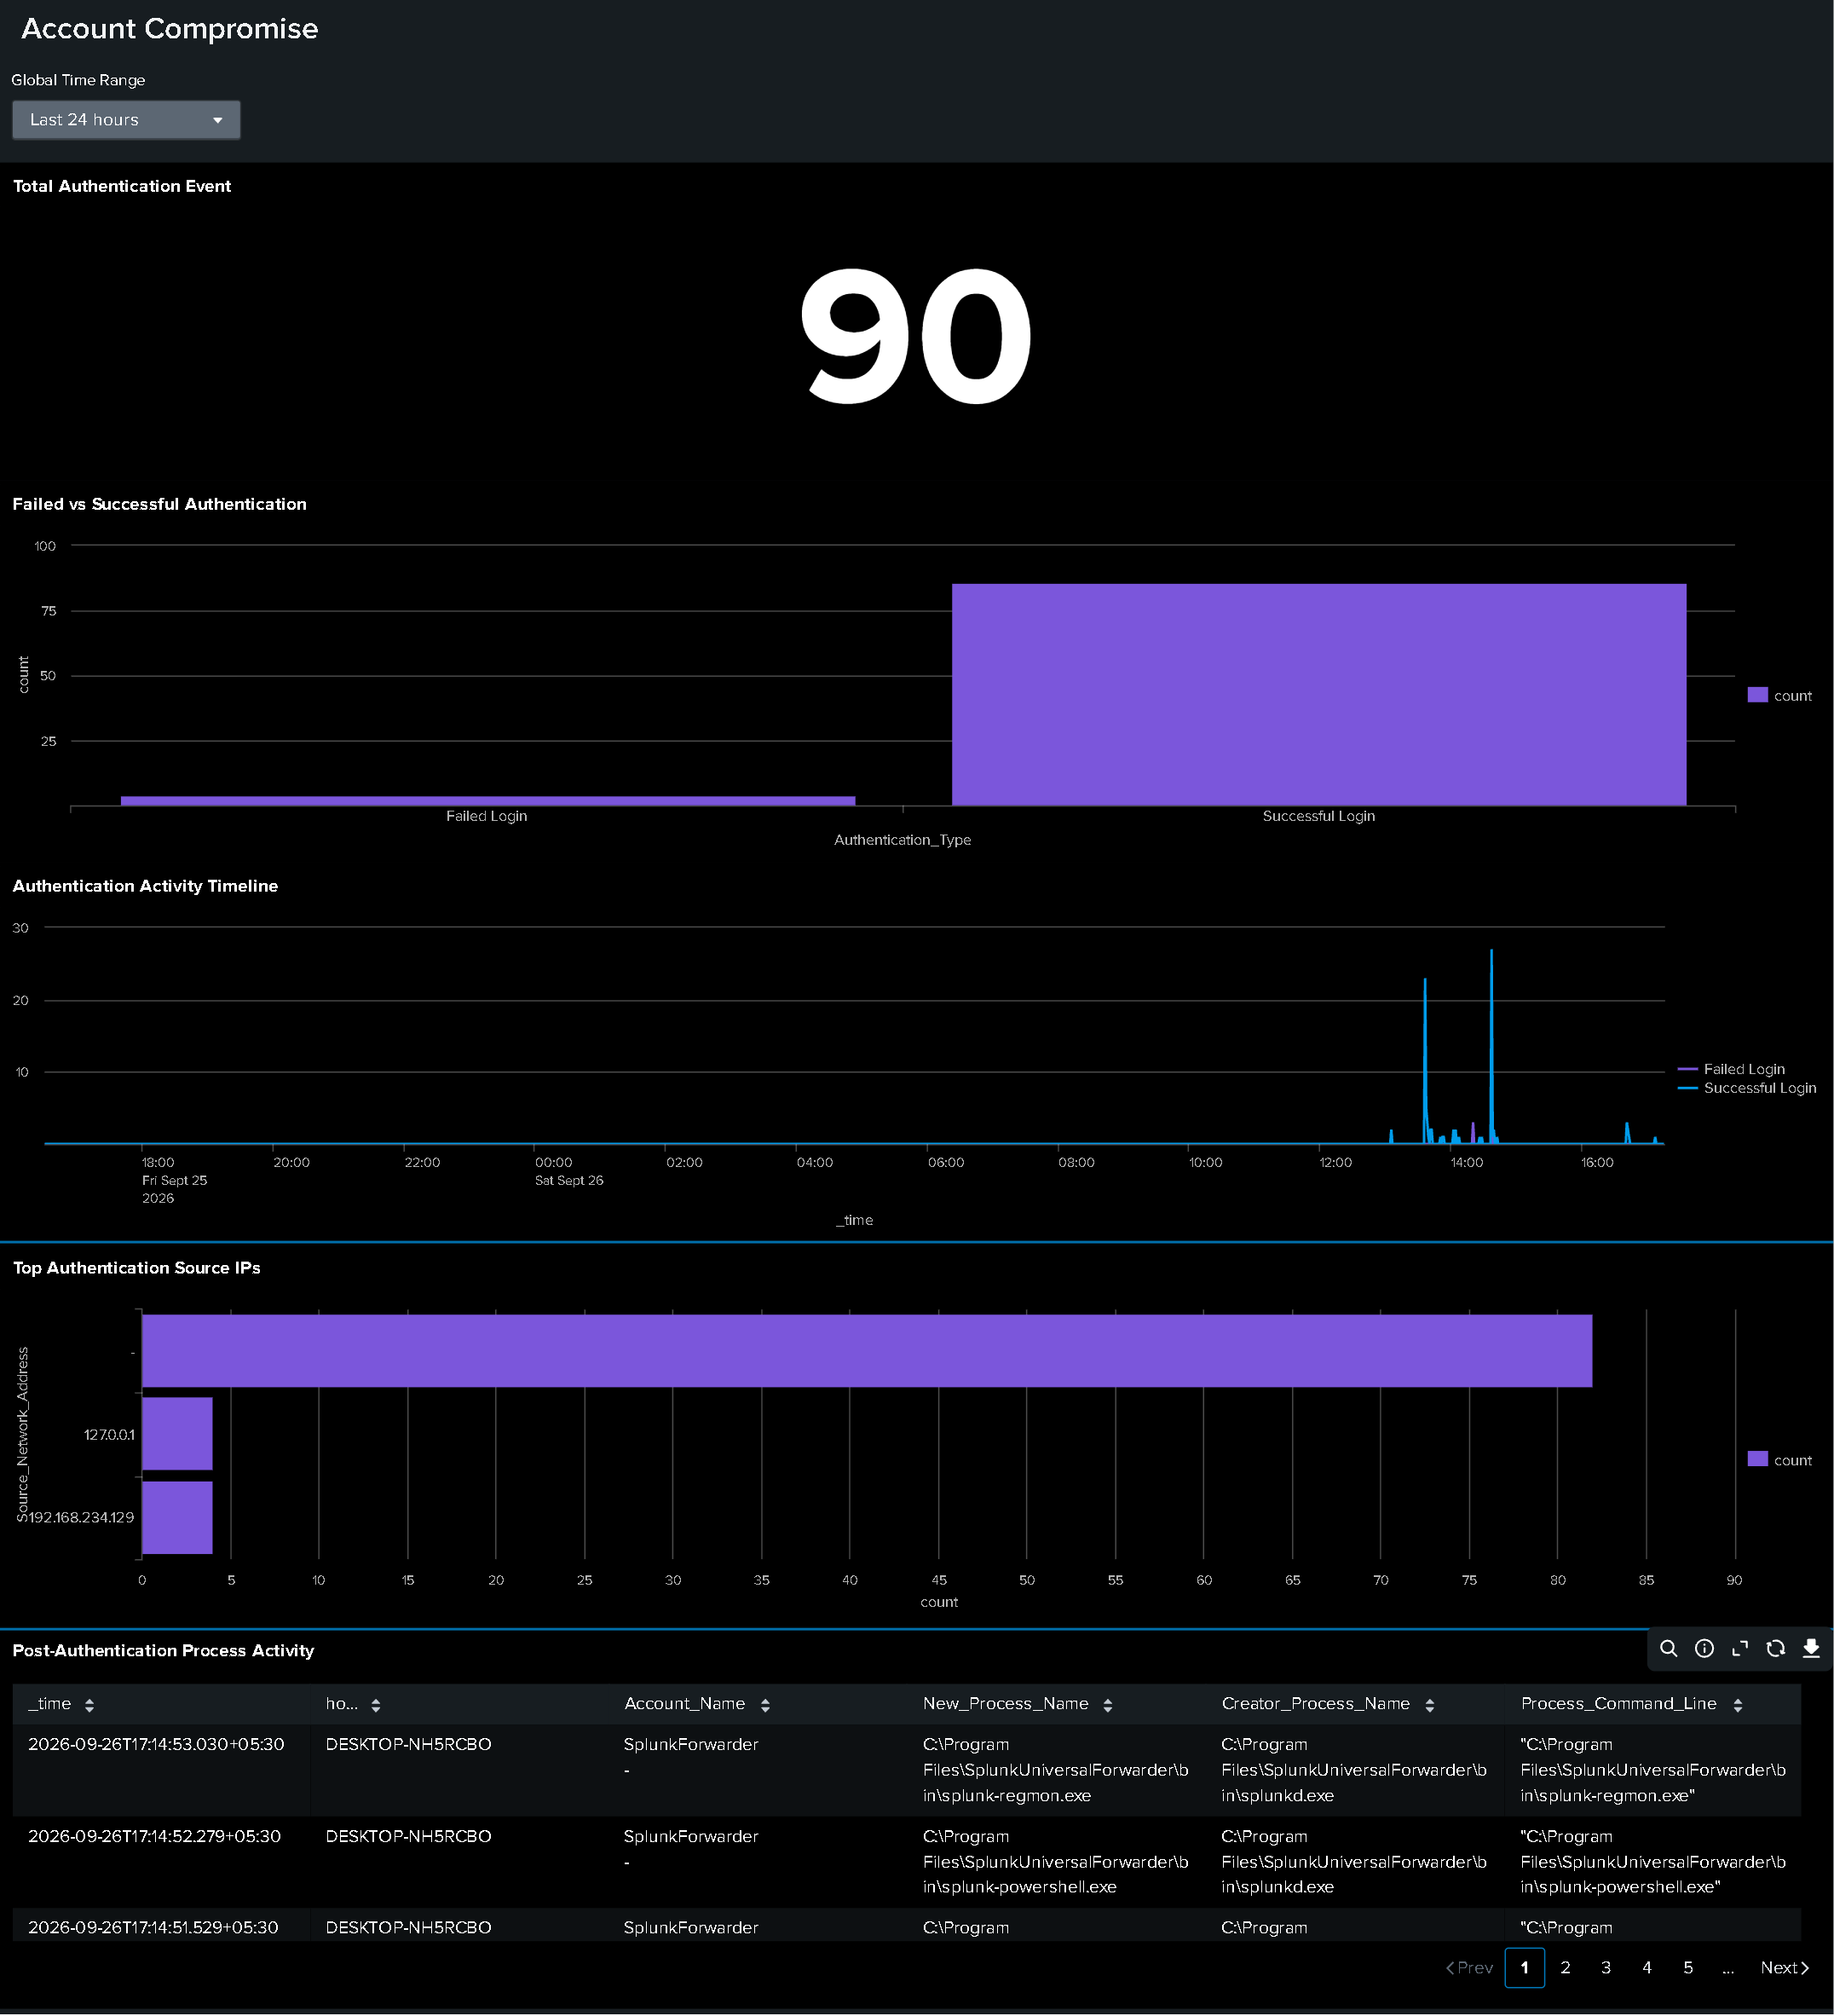 Account Compromise
Global Time Range
Last 24 hours
Total Authentication Event
90
Failed vs Successful Authentication
100
75
50
25
count
Failed Login
Successful Login
Authentication_Type
count
Authentication Activity Timeline
30
20
10
Failed Login
Successful Login
18:00 20:00 22:00 00:00 02:00 04:00 06:00 08:00 10:00 12:00 14:00 16:00
Fri Sept 25 Sat Sept 26
2026
_time
Top Authentication Source IPs
Source_Network_Address
-
127.0.0.1
192.168.234.129
count
0 5 10 15 20 25 30 35 40 45 50 55 60 65 70 75 80 85 90
count
Post-Authentication Process Activity
_time ho... Account_Name New_Process_Name Creator_Process_Name Process_Command_Line
2026-09-26T17:14:53.030+05:30 DESKTOP-NH5RCBO SplunkForwarder C:\Program C:\Program "C:\Program
- Files\SplunkUniversalForwarder\b Files\SplunkUniversalForwarder\b Files\SplunkUniversalForwarder\b
in\splunk-regmon.exe in\splunkd.exe in\splunk-regmon.exe"
2026-09-26T17:14:52.279+05:30 DESKTOP-NH5RCBO SplunkForwarder C:\Program C:\Program "C:\Program
- Files\SplunkUniversalForwarder\b Files\SplunkUniversalForwarder\b Files\SplunkUniversalForwarder\b
in\splunk-powershell.exe in\splunkd.exe in\splunk-powershell.exe"
2026-09-26T17:14:51.529+05:30 DESKTOP-NH5RCBO SplunkForwarder C:\Program C:\Program "C:\Program
Prev 1 2 3 4 5 ... Next